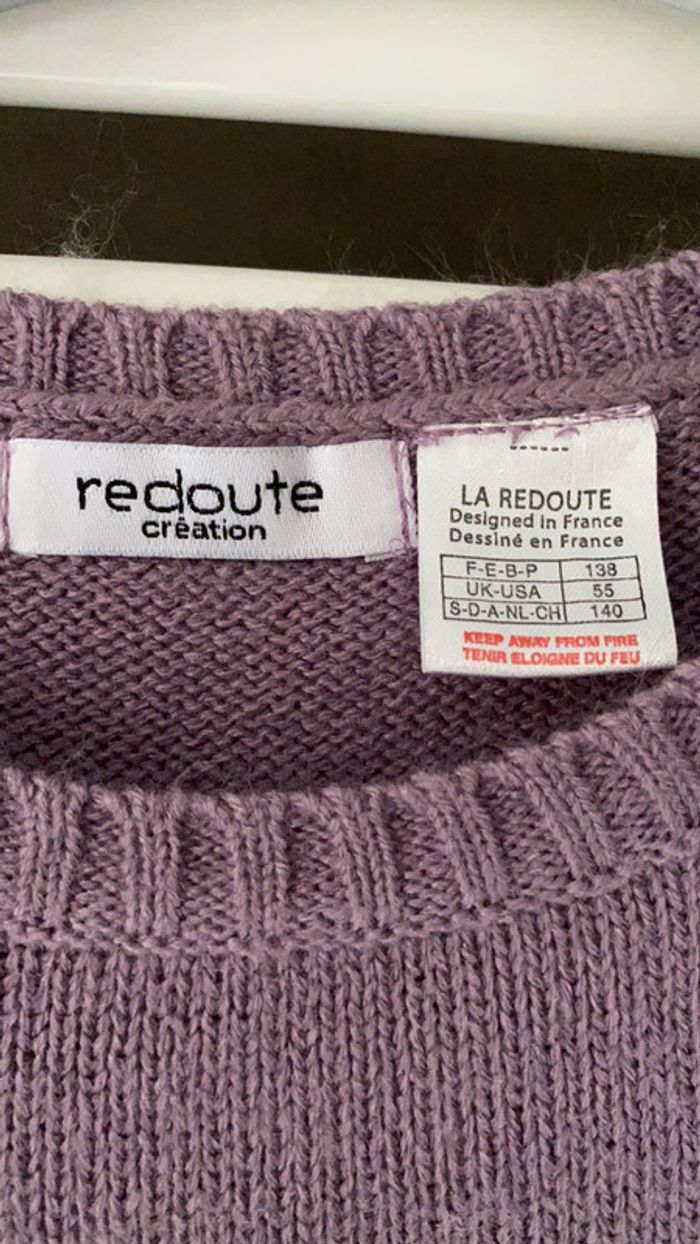 redoute
création
LA REDOUTE
Designed in France
Dessiné en France
F-E-B-P 138
UK-USA 55
S-D-A-NL-CH 140
KEEP AWAY FROM FIRE
TENIR ELOIGNE DU FEU